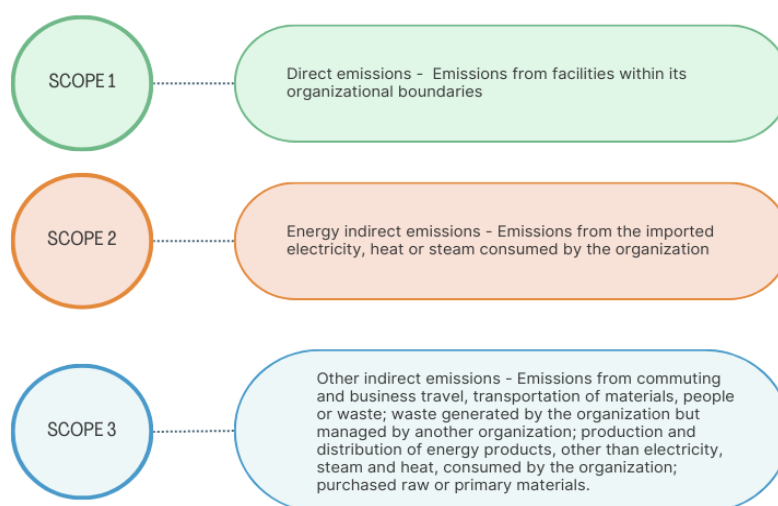 SCOPE 1
Direct emissions - Emissions from facilities within its
organizational boundaries
SCOPE 2
Energy indirect emissions - Emissions from the imported
electricity, heat or steam consumed by the organization
SCOPE 3
Other indirect emissions - Emissions from commuting
and business travel, transportation of materials, people
or waste; waste generated by the organization but
managed by another organization; production and
distribution of energy products, other than electricity,
steam and heat, consumed by the organization;
purchased raw or primary materials.